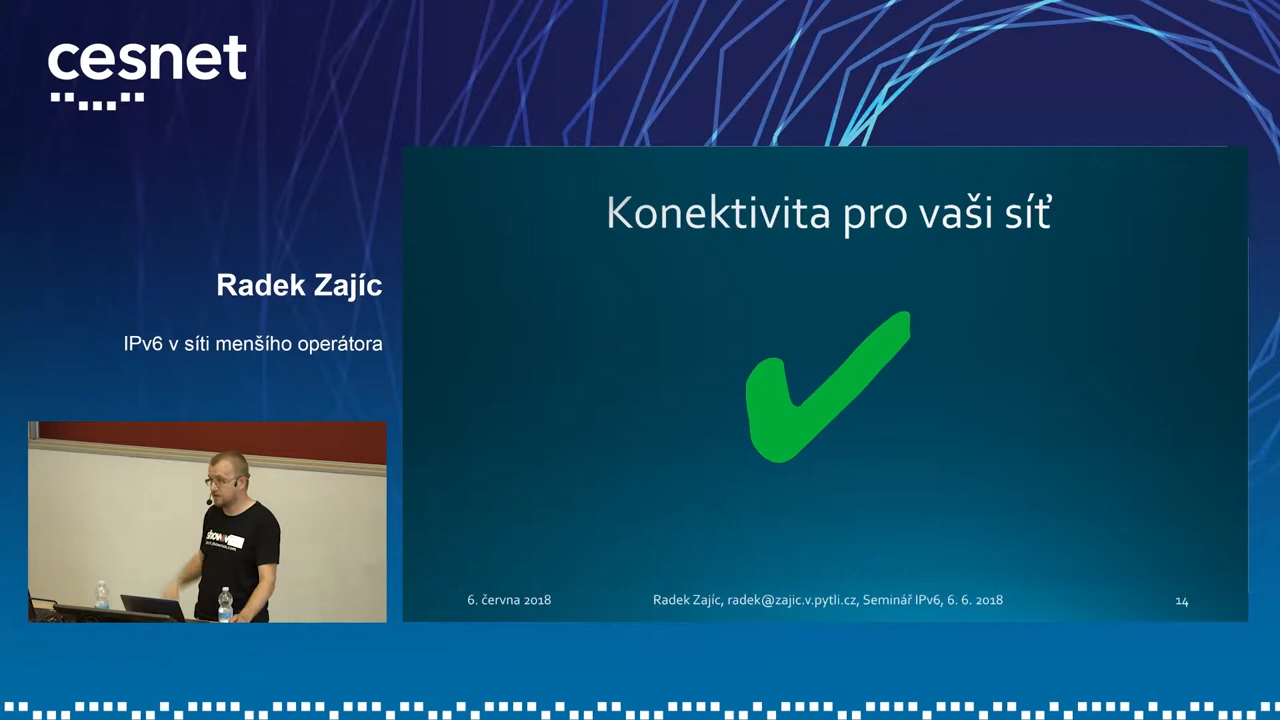 cesnet
Konektivita pro vaši síť
Radek Zajíc
IPv6 v síti menšího operátora
6. června 2018
Radek Zajíc, radek@zajic.v.pytli.cz, Seminář IPv6, 6. 6. 2018
14